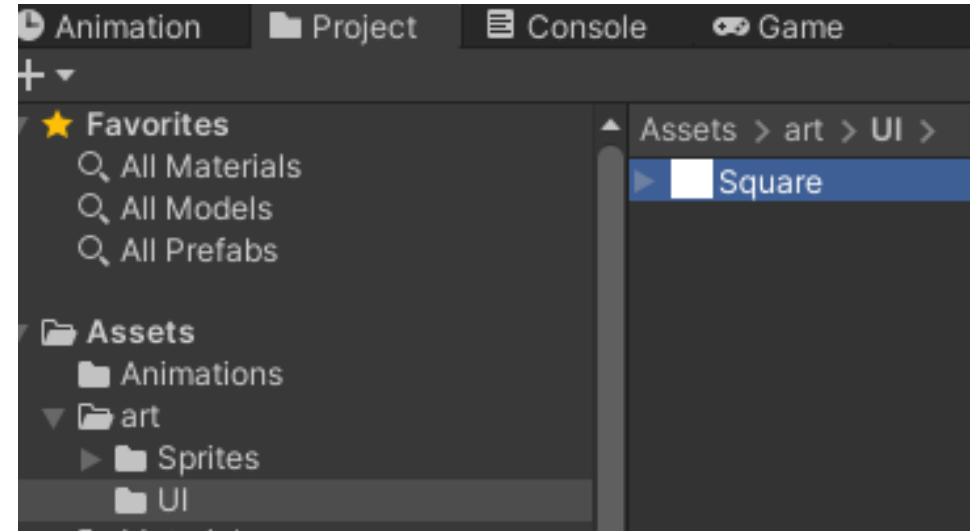 Animation Project Console Game
Favorites
All Materials
All Models
All Prefabs
Assets
Animations
art
Sprites
UI
Assets > art > UI >
Square